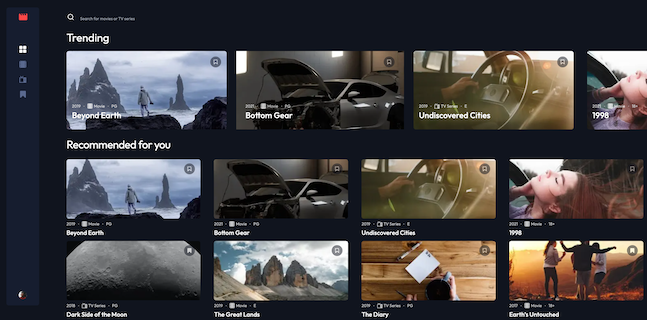 Search for movies or TV series
Trending
2019 · Movie · PG
Beyond Earth
2021 · Movie · PG
Bottom Gear
2019 · TV Series · E
Undiscovered Cities
2021 · Movie · 18+
1998
Recommended for you
2019 · Movie · PG
Beyond Earth
2021 · Movie · PG
Bottom Gear
2019 · TV Series · E
Undiscovered Cities
2021 · Movie · 18+
1998
2018 · TV Series · PG
Dark Side of the Moon
2019 · Movie · E
The Great Lands
2019 · TV Series · PG
The Diary
2017 · Movie · 18+
Earth's Untouched